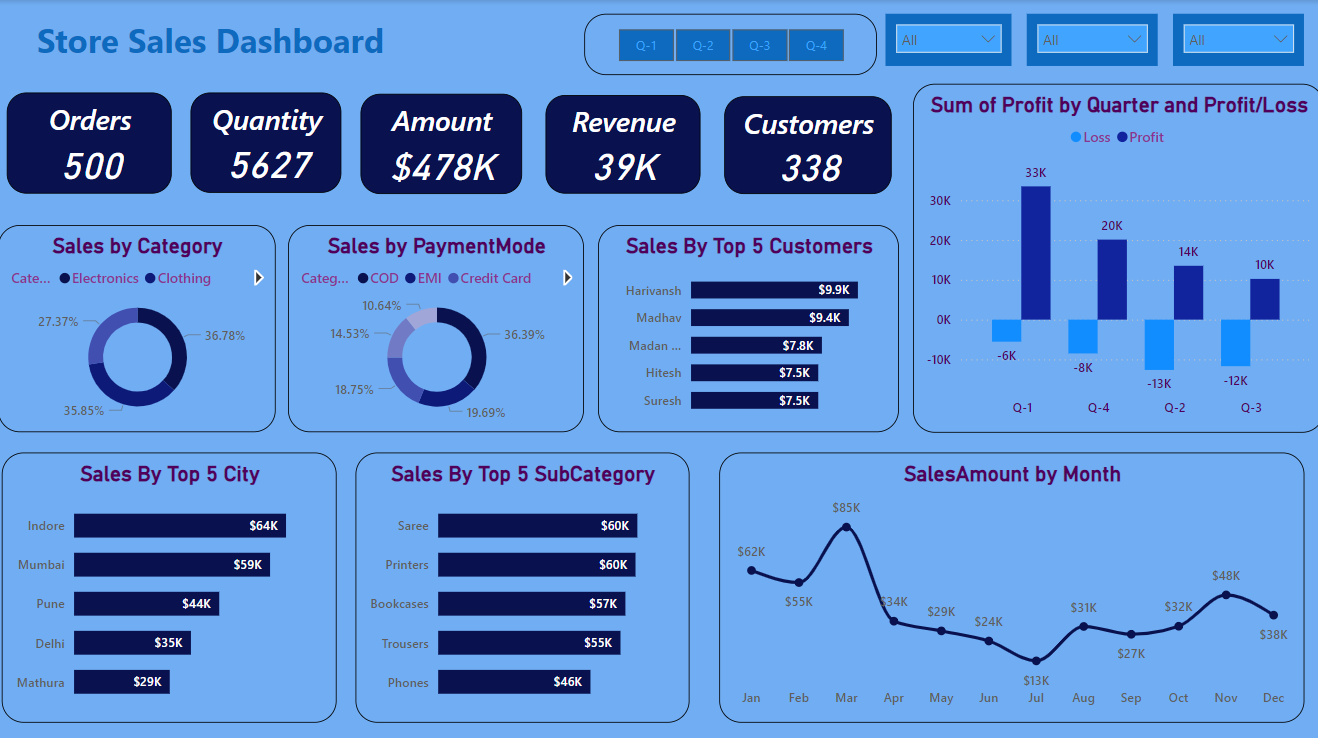 Store Sales Dashboard
Q-1 Q-2 Q-3 Q-4
All All All
Orders
500
Quantity
5627
Amount
$478K
Revenue
39K
Customers
338
Sum of Profit by Quarter and Profit/Loss
Loss Profit
33K
20K
14K
10K
30K
20K
10K
0K
-10K
-6K
-8K
-13K
-12K
Q-1 Q-4 Q-2 Q-3
Sales by Category
Cate... Electronics Clothing
27.37%
36.78%
35.85%
Sales by PaymentMode
Categ... COD EMI Credit Card
10.64%
14.53%
36.39%
18.75%
19.69%
Sales By Top 5 Customers
Harivansh $9.9K
Madhav $9.4K
Madan ... $7.8K
Hitesh $7.5K
Suresh $7.5K
Sales By Top 5 City
Indore $64K
Mumbai $59K
Pune $44K
Delhi $35K
Mathura $29K
Sales By Top 5 SubCategory
Saree $60K
Printers $60K
Bookcases $57K
Trousers $55K
Phones $46K
SalesAmount by Month
$62K $55K $85K $34K $29K $24K $13K $31K $27K $32K $48K $38K
Jan Feb Mar Apr May Jun Jul Aug Sep Oct Nov Dec